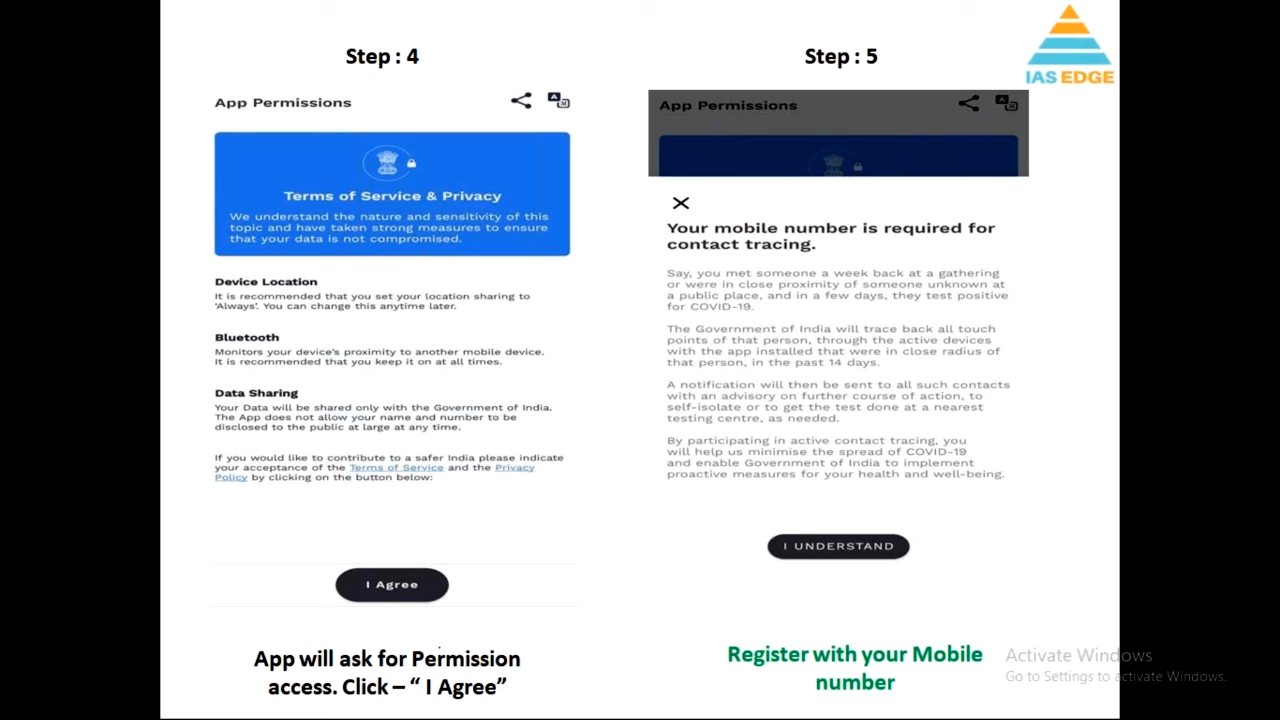 Step : 4
App Permissions
Terms of Service & Privacy
We understand the nature and sensitivity of this
topic and have taken strong measures to ensure
that your data is not compromised.
Device Location
It is recommended that you set your location sharing to
'Always'. You can change this anytime later.
Bluetooth
Monitors your device's proximity to another mobile device.
It is recommended that you keep it on at all times.
Data Sharing
Your Data will be shared only with the Government of India.
The App does not allow your name and number to be
disclosed to the public at large at any time.
If you would like to contribute to a safer India please indicate
your acceptance of the Terms of Service and the Privacy
Policy by clicking on the button below:
I Agree
App will ask for Permission
access. Click – “ I Agree”
Step : 5
IAS EDGE
App Permissions
Your mobile number is required for
contact tracing.
Say, you met someone a week back at a gathering
or were in close proximity of someone unknown at
a public place, and in a few days, they test positive
for COVID-19.
The Government of India will trace back all touch
points of that person, through the active devices
with the app installed that were in close radius of
that person, in the past 14 days.
A notification will then be sent to all such contacts
with an advisory on further course of action, to
self-isolate or to get the test done at a nearest
testing centre, as needed.
By participating in active contact tracing, you
will help us minimise the spread of COVID-19
and enable Government of India to implement
proactive measures for your health and well-being.
I UNDERSTAND
Register with your Mobile
number
Activate Windows
Go to Settings to activate Windows.